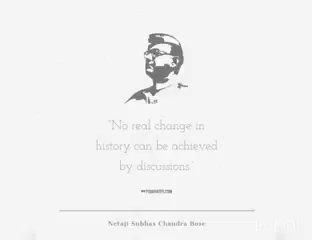 "No real change in
history can be achieved
by discussions."
Netaji Subhas Chandra Bose